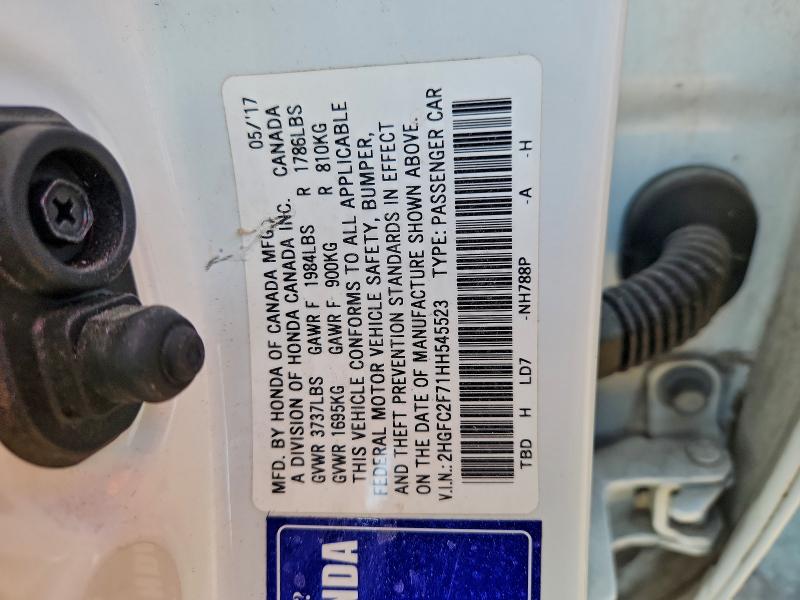 MFD. BY HONDA OF CANADA MFG. 05/'17
A DIVISION OF HONDA CANADA INC. CANADA
GVWR 3737LBS GAWR F 1984LBS R 1786LBS
GVWR 1695KG GAWR F 900KG R 810KG
THIS VEHICLE CONFORMS TO ALL APPLICABLE
FEDERAL MOTOR VEHICLE SAFETY, BUMPER,
AND THEFT PREVENTION STANDARDS IN EFFECT
ON THE DATE OF MANUFACTURE SHOWN ABOVE.
V.I.N.: 2HGFC2F71HH545523 TYPE: PASSENGER CAR
TBD H LD7 -NH788P -A -H